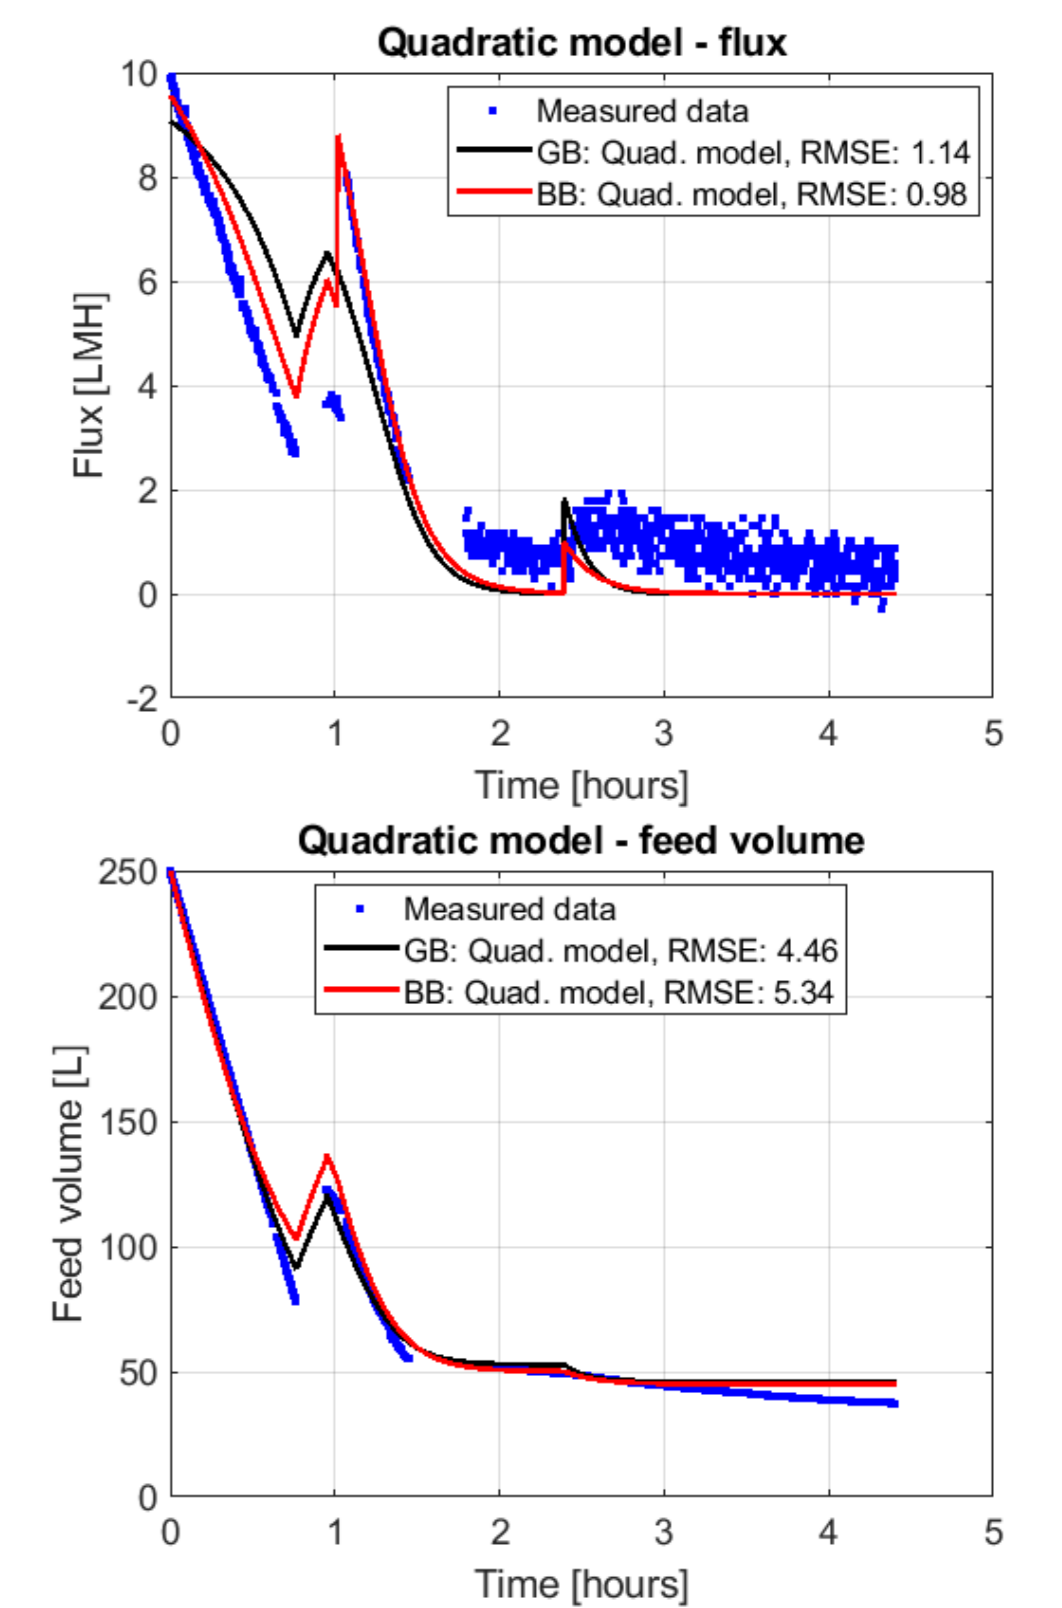 Quadratic model - flux
10
8
6
4
2
0
-2
Flux [LMH]
Measured data
GB: Quad. model, RMSE: 1.14
BB: Quad. model, RMSE: 0.98
0 1 2 3 4 5
Time [hours]
Quadratic model - feed volume
250
200
150
100
50
0
Feed volume [L]
Measured data
GB: Quad. model, RMSE: 4.46
BB: Quad. model, RMSE: 5.34
0 1 2 3 4 5
Time [hours]